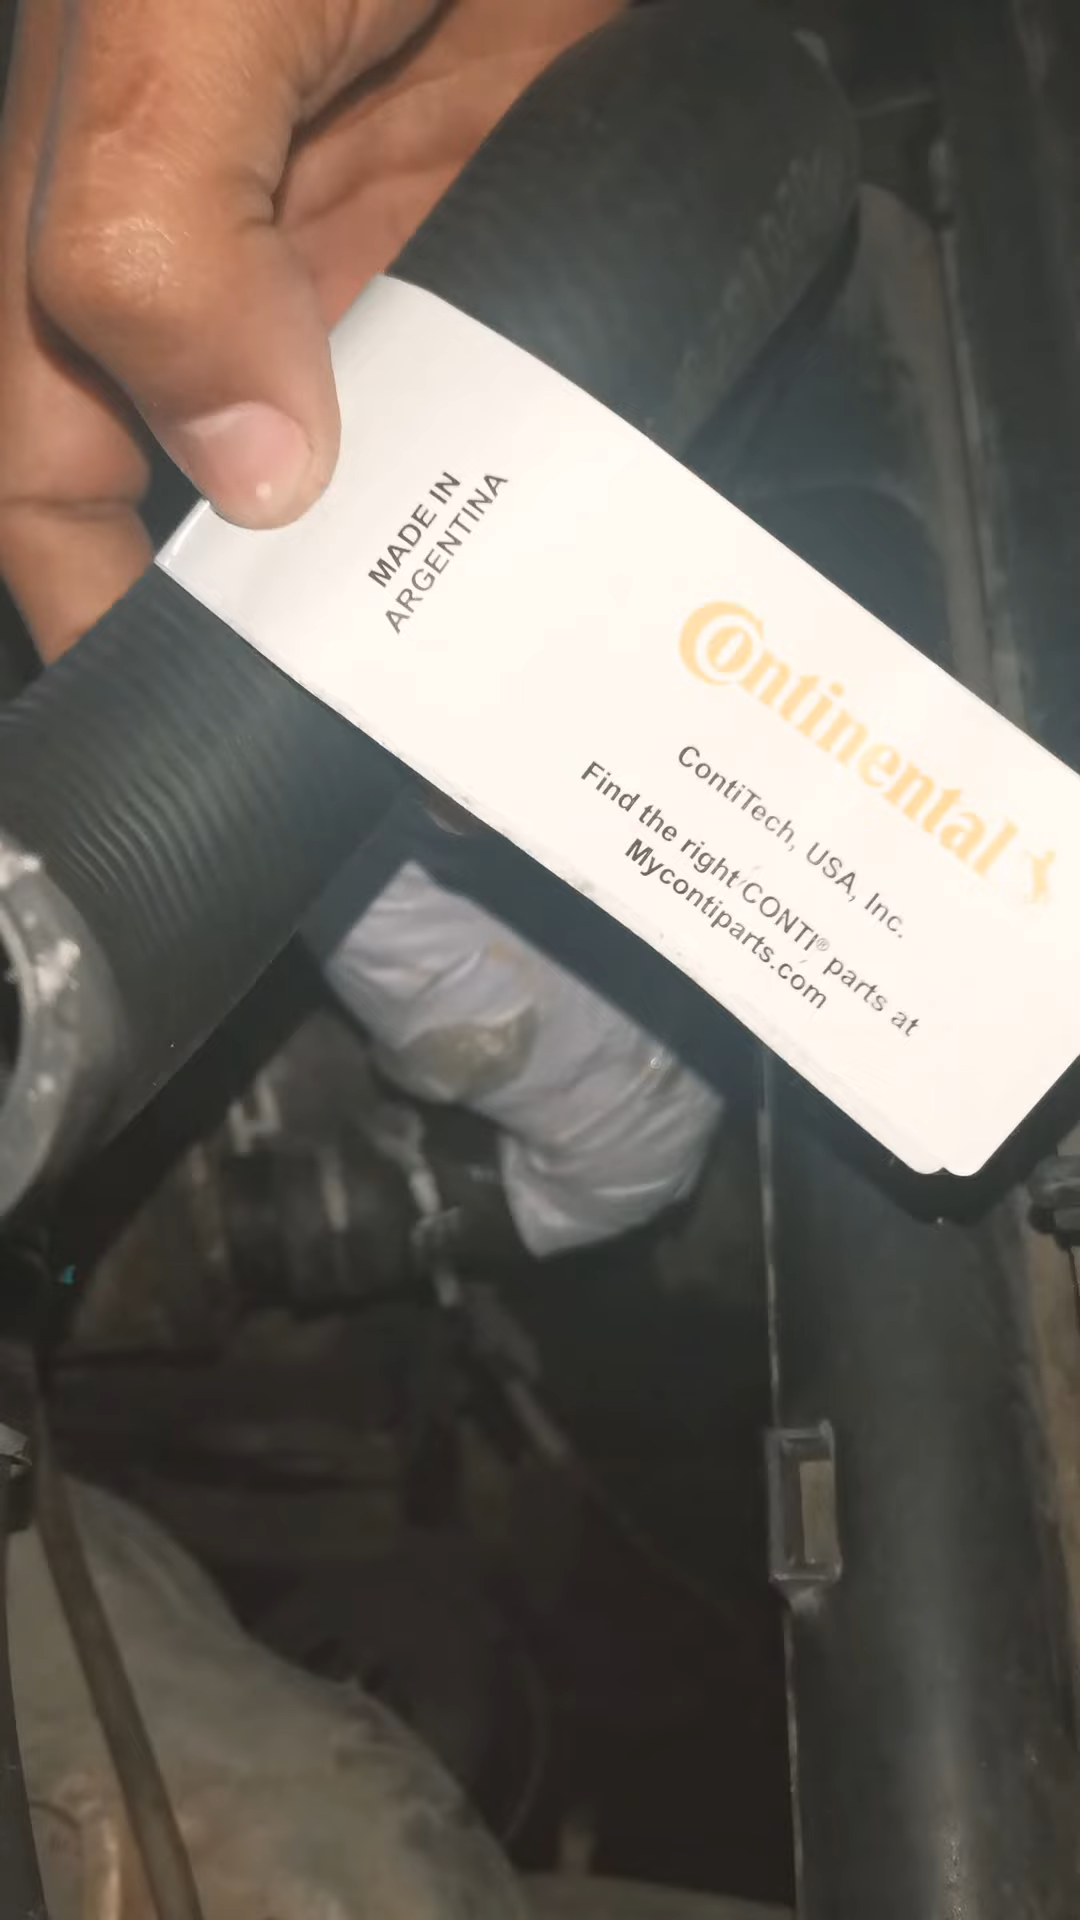 MADE IN
ARGENTINA
Continental
ContiTech, USA, Inc.
Find the right CONTI® parts at
Mycontiparts.com